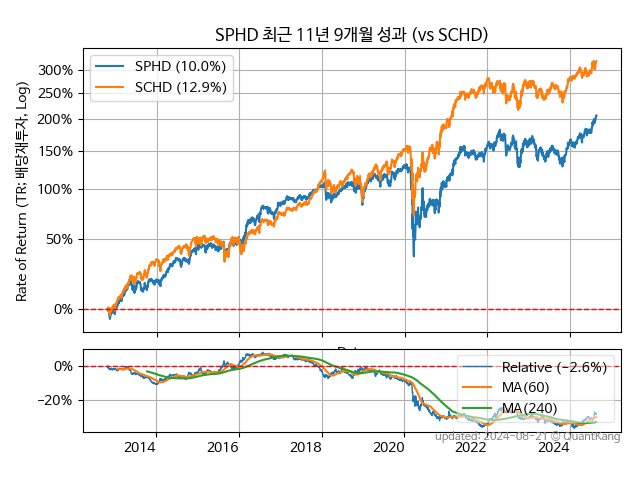 SPHD 최근 11년 9개월 성과 (vs SCHD)
SPHD (10.0%)
SCHD (12.9%)
Rate of Return (TR: 배당재투자, Log)
300%
250%
200%
150%
100%
50%
0%
0%
−20%
Relative (−2.6%)
MA(60)
MA(240)
2014
2016
2018
2020
2022
2024
updated: 2024-08-21 © QuantKang